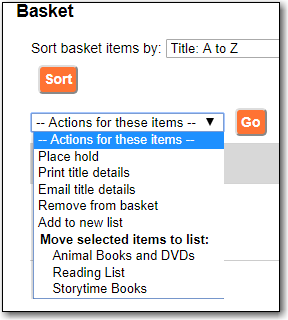 Basket
Sort basket items by: Title: A to Z
Sort
-- Actions for these items -- ▼ Go
-- Actions for these items --
Place hold
Print title details
Email title details
Remove from basket
Add to new list
Move selected items to list:
Animal Books and DVDs
Reading List
Storytime Books